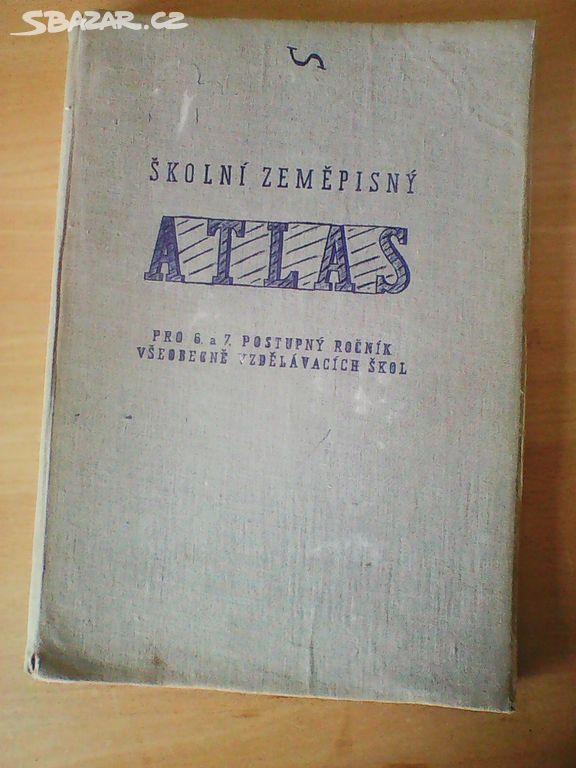 SBAZAR.CZ
S
ŠKOLNÍ ZEMĚPISNÝ
ATLAS
PRO 6. a 7. POSTUPNÝ ROČNÍK
VŠEOBECNĚ VZDĚLÁVACÍCH ŠKOL